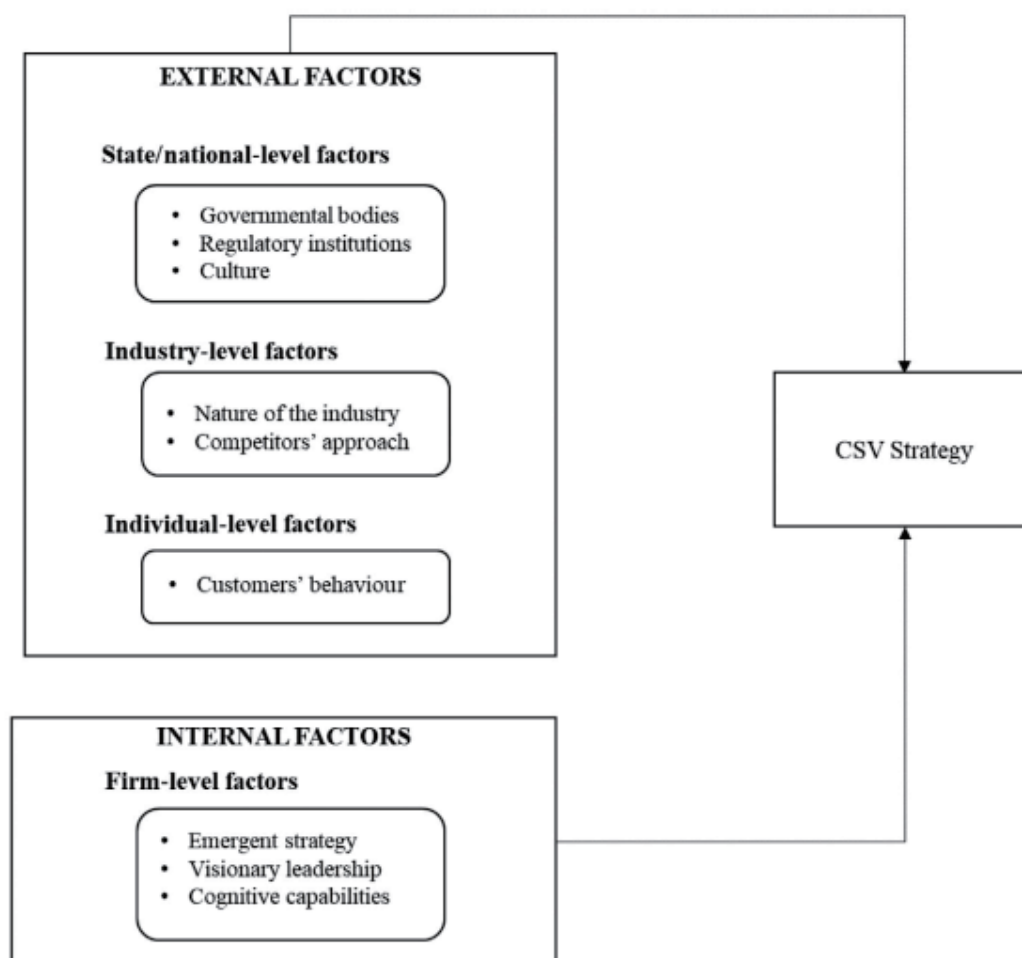 EXTERNAL FACTORS
State/national-level factors
• Governmental bodies
• Regulatory institutions
• Culture
Industry-level factors
• Nature of the industry
• Competitors’ approach
Individual-level factors
• Customers’ behaviour
CSV Strategy
INTERNAL FACTORS
Firm-level factors
• Emergent strategy
• Visionary leadership
• Cognitive capabilities